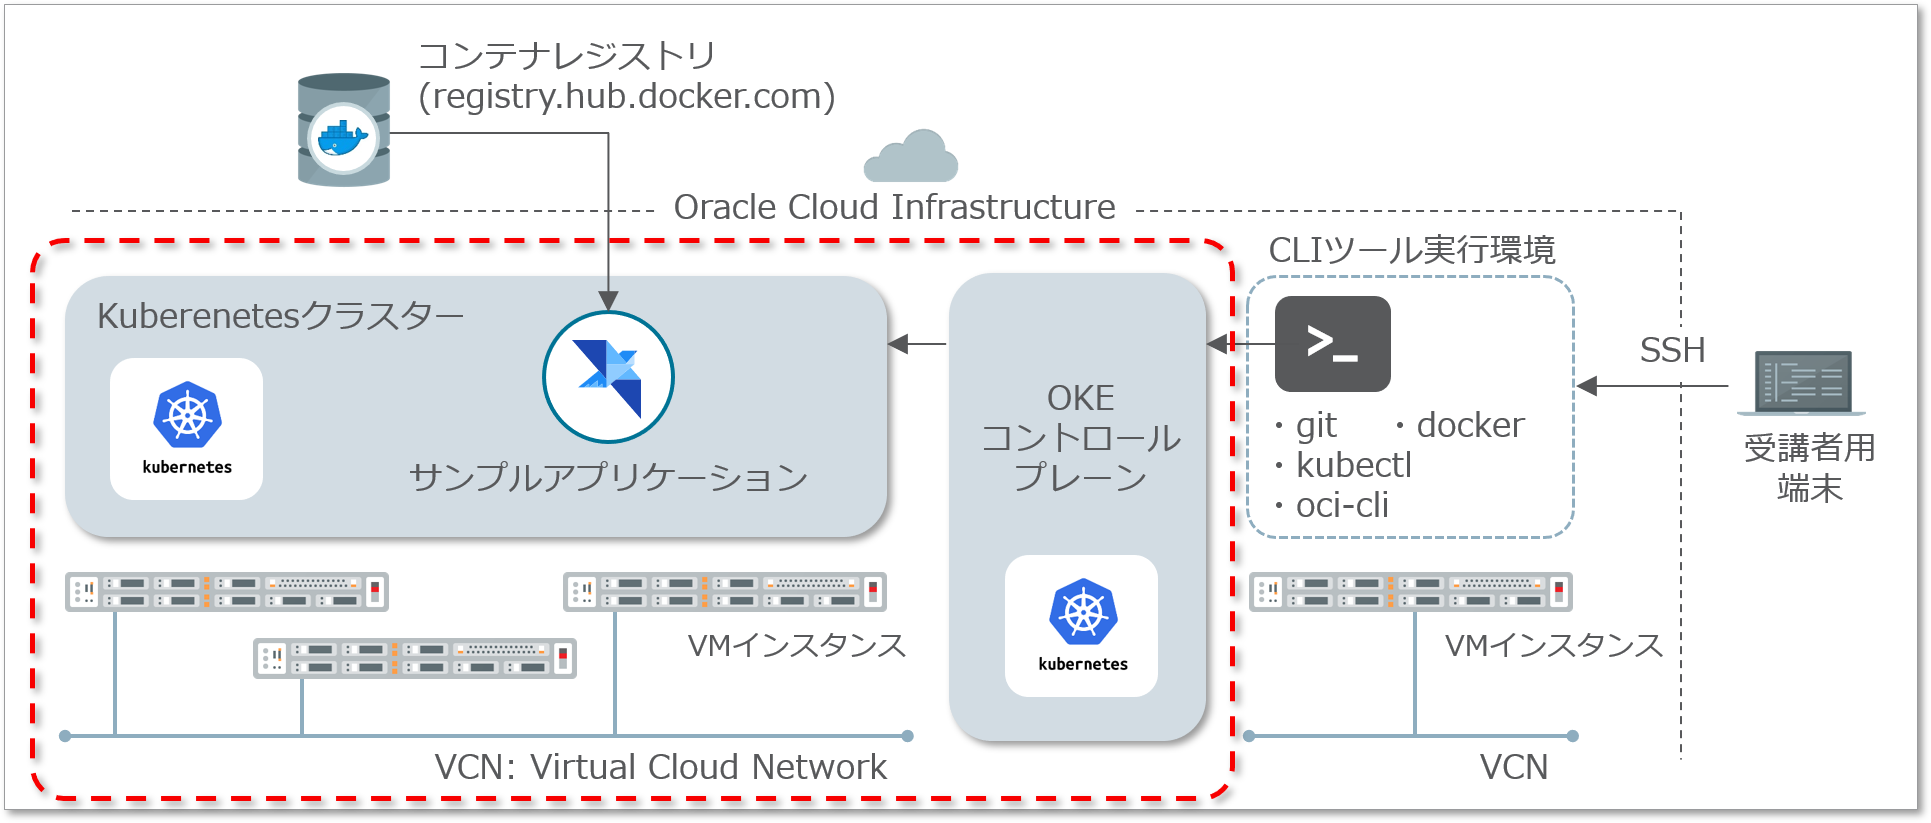 コンテナレジストリ
(registry.hub.docker.com)
Oracle Cloud Infrastructure
Kuberenetesクラスター
kubernetes
サンプルアプリケーション
OKE
コントロール
プレーン
kubernetes
CLIツール実行環境
>_
・git ・docker
・kubectl
・oci-cli
SSH
受講者用
端末
VMインスタンス
VMインスタンス
VCN: Virtual Cloud Network
VCN